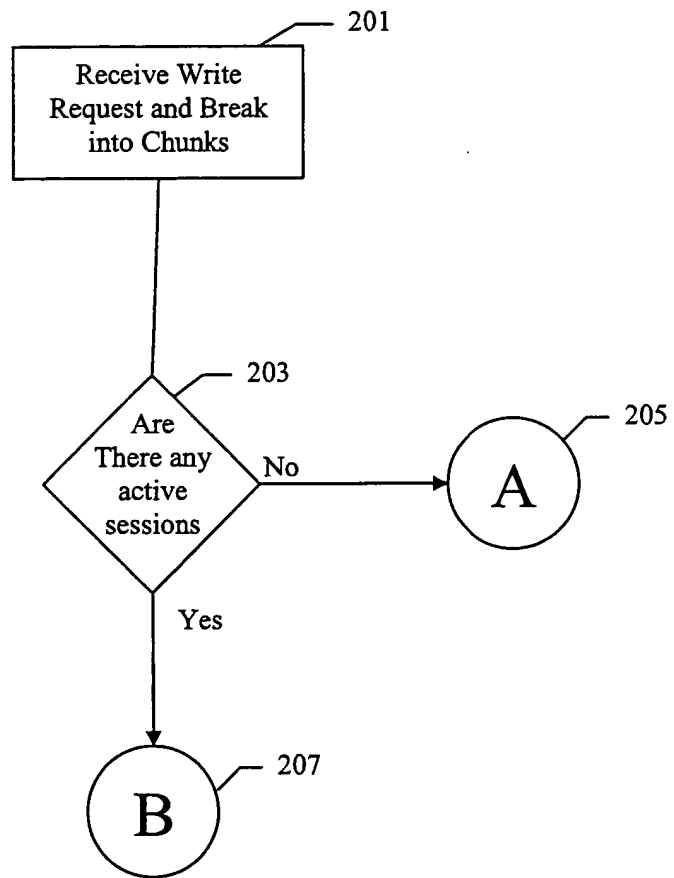 201
Receive Write
Request and Break
into Chunks
203
Are
There any
active
sessions
No
205
A
Yes
207
B